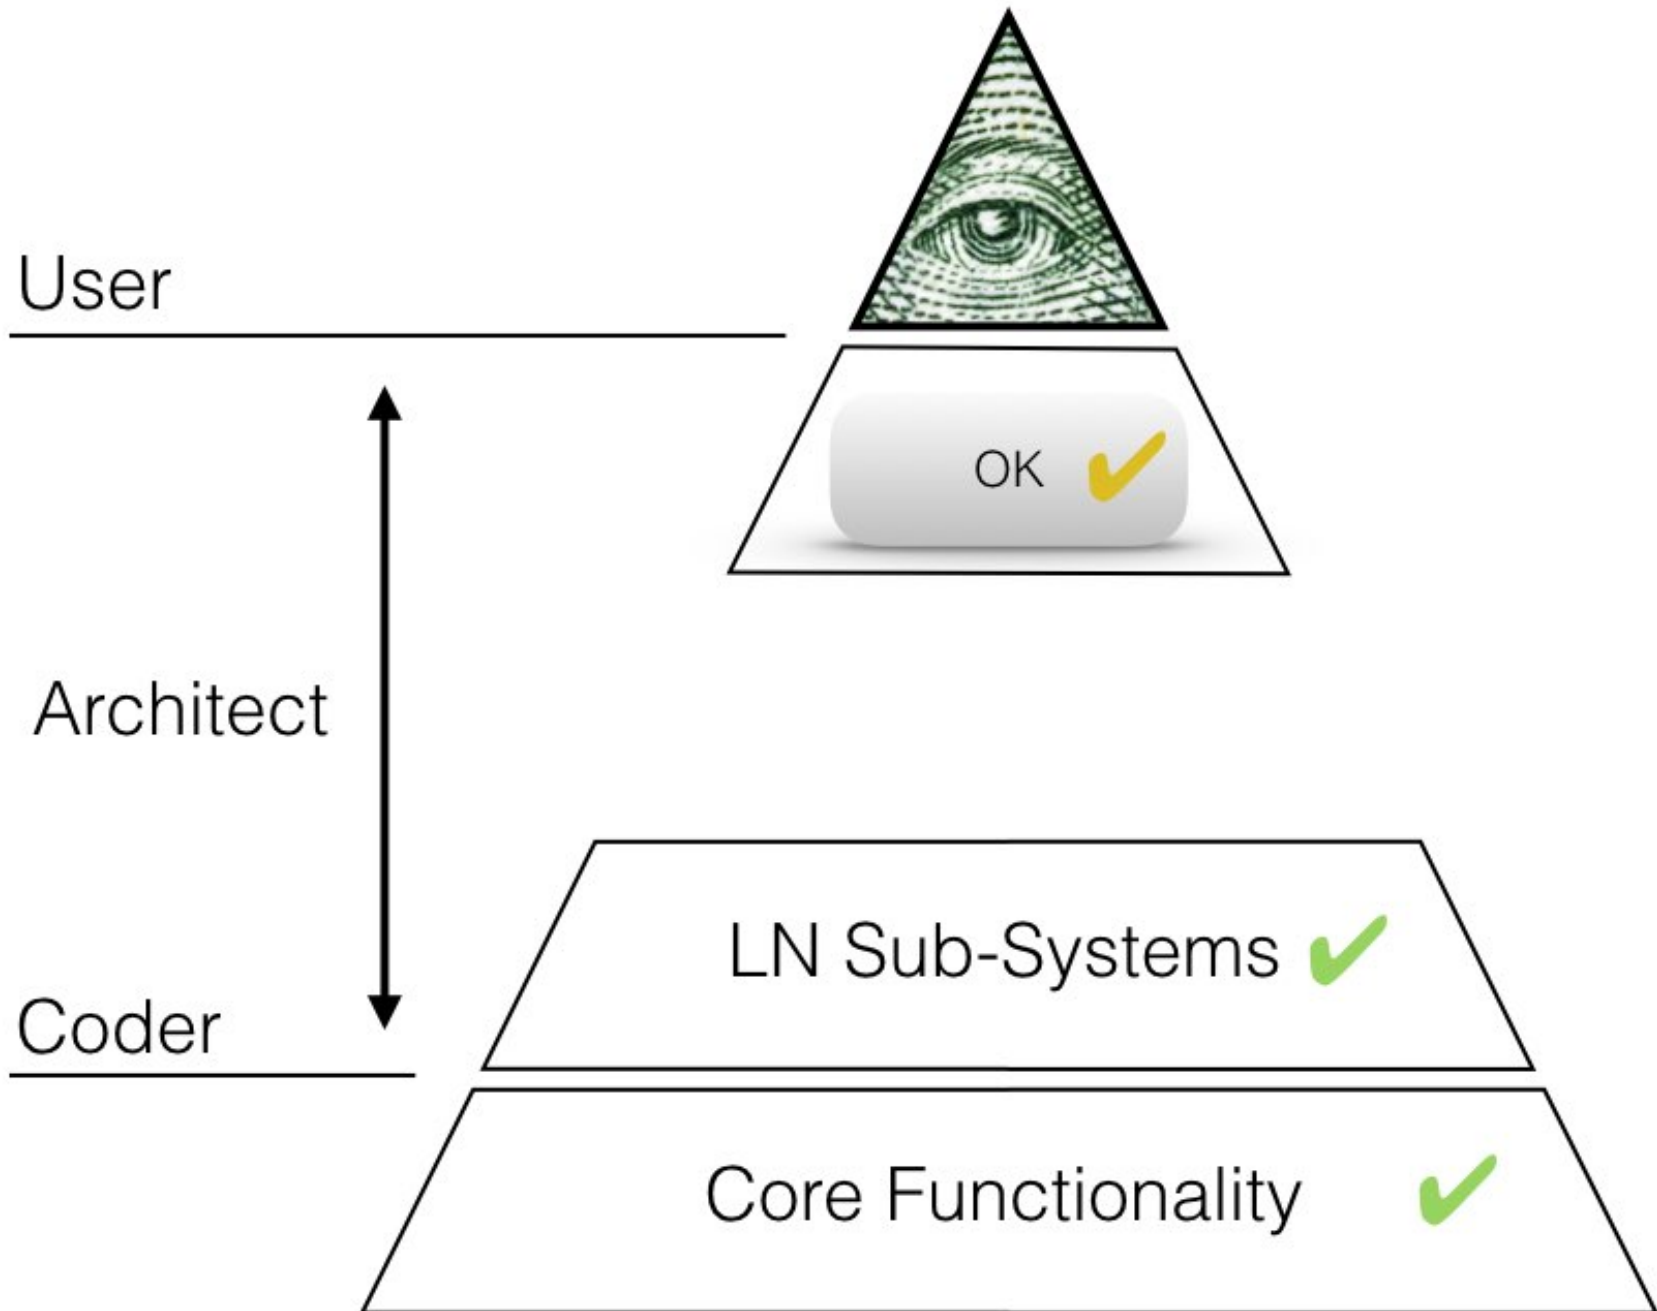 User
OK
Architect
LN Sub-Systems
Coder
Core Functionality